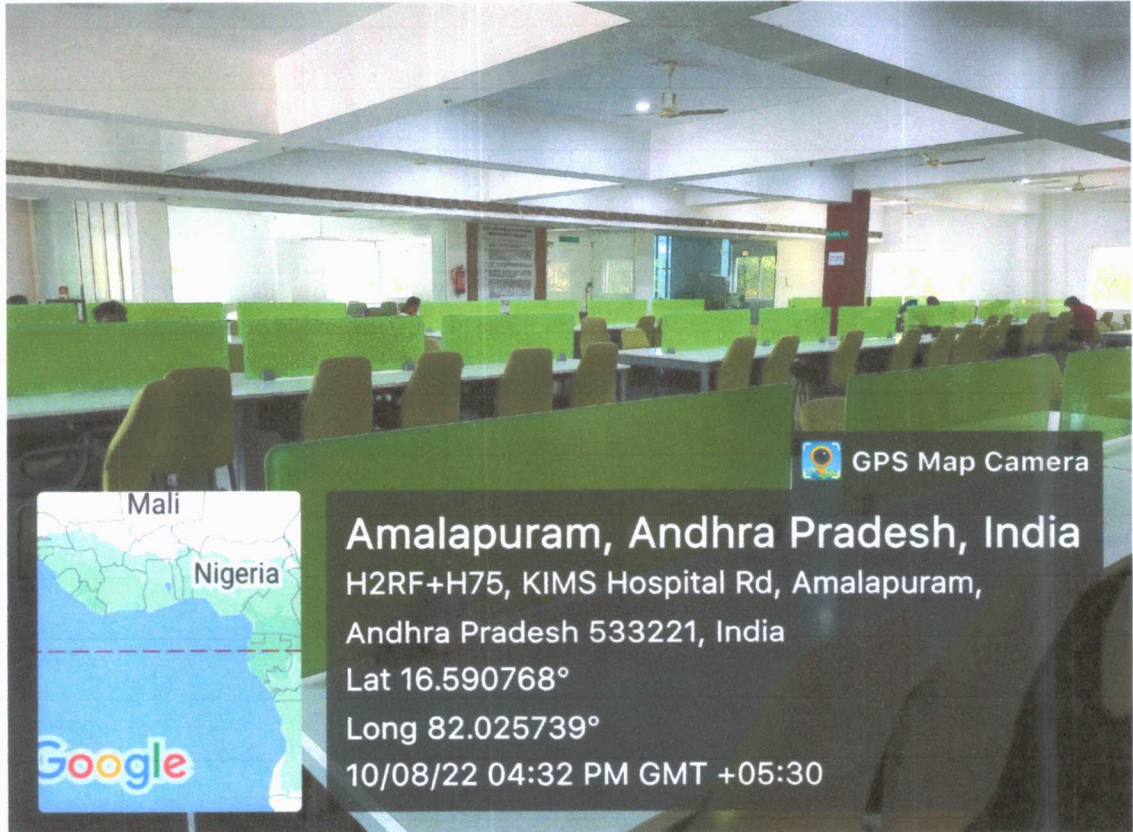 GPS Map Camera
Mali
Nigeria
Google
Amalapuram, Andhra Pradesh, India
H2RF+H75, KIMS Hospital Rd, Amalapuram,
Andhra Pradesh 533221, India
Lat 16.590768°
Long 82.025739°
10/08/22 04:32 PM GMT +05:30